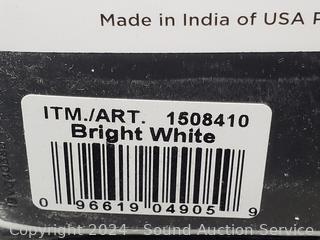 Made in India of USA
ITM./ART. 1508410
Bright White
0 96619 04905 9
Copyright 2024 - Sound Auction Service